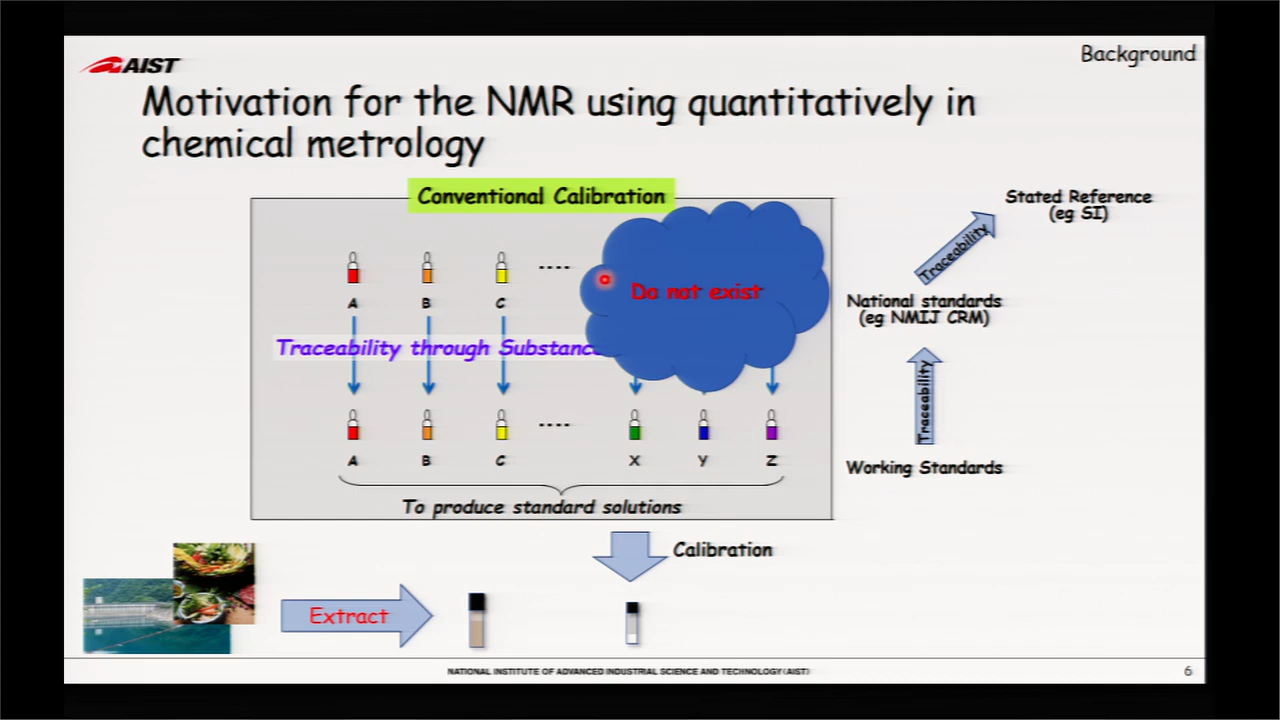 AIST
Background
Motivation for the NMR using quantitatively in
chemical metrology
Conventional Calibration
Stated Reference
(eg SI)
Traceability
Do not exist
A B C ----
National standards
(eg NMIJ CRM)
Traceability through Substance
Traceability
A B C ---- X Y Z
Working Standards
To produce standard solutions
Calibration
Extract
NATIONAL INSTITUTE OF ADVANCED INDUSTRIAL SCIENCE AND TECHNOLOGY (AIST)
6